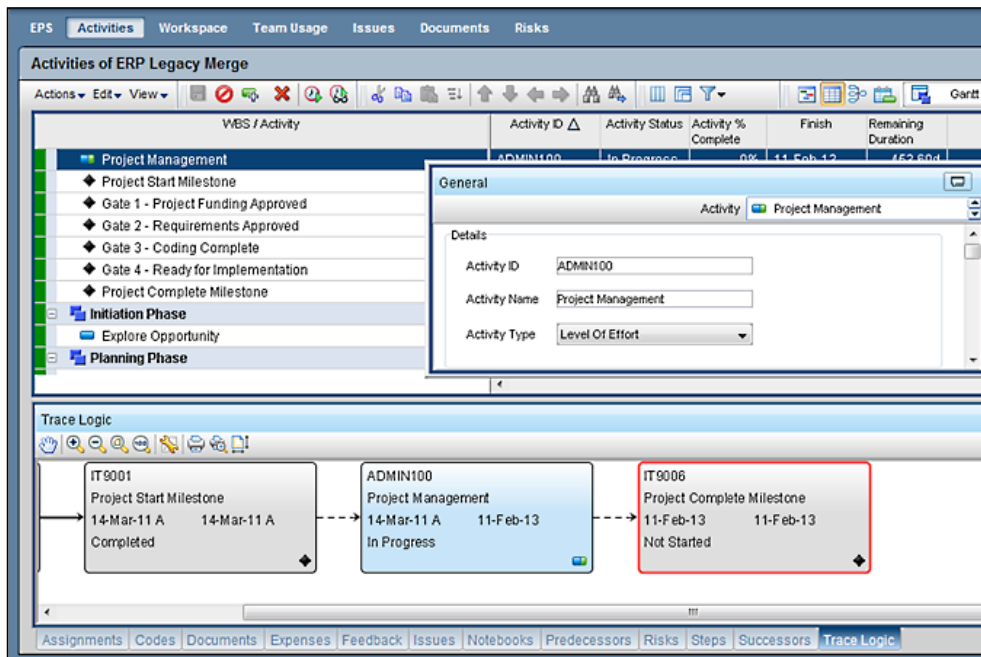 EPS Activities Workspace Team Usage Issues Documents Risks
Activities of ERP Legacy Merge
Actions Edit View Gantt
WBS / Activity Activity ID Activity Status Activity % Complete Finish Remaining Duration
Project Management ADMIN100 In Progress 0% 11-Feb-13 452.60d
Project Start Milestone
Gate 1 - Project Funding Approved
Gate 2 - Requirements Approved
Gate 3 - Coding Complete
Gate 4 - Ready for Implementation
Project Complete Milestone
Initiation Phase
Explore Opportunity
Planning Phase
General
Activity Project Management
Details
Activity ID ADMIN100
Activity Name Project Management
Activity Type Level Of Effort
Trace Logic
IT9001 ADMIN100 IT9006
Project Start Milestone Project Management Project Complete Milestone
14-Mar-11 A 14-Mar-11 A 14-Mar-11 A 11-Feb-13 11-Feb-13 11-Feb-13
Completed In Progress Not Started
Assignments Codes Documents Expenses Feedback Issues Notebooks Predecessors Risks Steps Successors Trace Logic